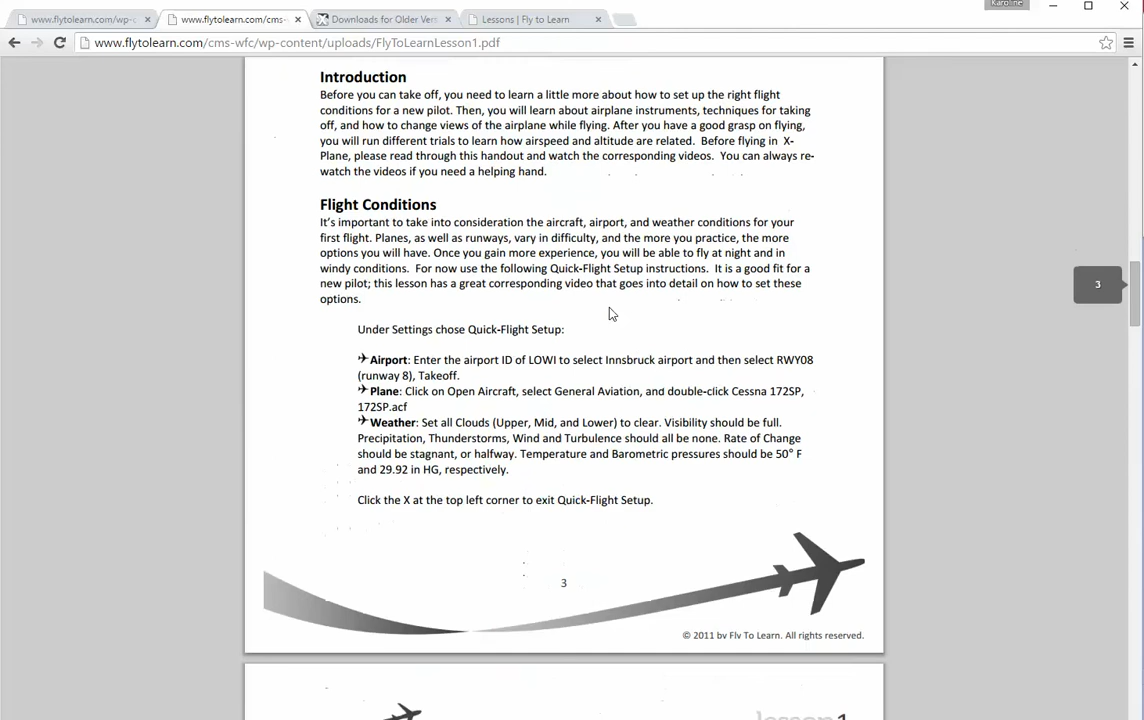 Karoline
www.flytolearn.com/wp-c
www.flytolearn.com/cms-
Downloads for Older Vers
Lessons | Fly to Learn
www.flytolearn.com/cms-wfc/wp-content/uploads/FlyToLearnLesson1.pdf
Introduction
Before you can take off, you need to learn a little more about how to set up the right flight
conditions for a new pilot. Then, you will learn about airplane instruments, techniques for taking
off, and how to change views of the airplane while flying. After you have a good grasp on flying,
you will run different trials to learn how airspeed and altitude are related. Before flying in X-
Plane, please read through this handout and watch the corresponding videos. You can always re-
watch the videos if you need a helping hand.
Flight Conditions
It's important to take into consideration the aircraft, airport, and weather conditions for your
first flight. Planes, as well as runways, vary in difficulty, and the more you practice, the more
options you will have. Once you gain more experience, you will be able to fly at night and in
windy conditions. For now use the following Quick-Flight Setup instructions. It is a good fit for a
new pilot; this lesson has a great corresponding video that goes into detail on how to set these
options.
3
Under Settings chose Quick-Flight Setup:
Airport: Enter the airport ID of LOWI to select Innsbruck airport and then select RWY08
(runway 8), Takeoff.
Plane: Click on Open Aircraft, select General Aviation, and double-click Cessna 172SP,
172SP.acf
Weather: Set all Clouds (Upper, Mid, and Lower) to clear. Visibility should be full.
Precipitation, Thunderstorms, Wind and Turbulence should all be none. Rate of Change
should be stagnant, or halfway. Temperature and Barometric pressures should be 50° F
and 29.92 in HG, respectively.
Click the X at the top left corner to exit Quick-Flight Setup.
3
© 2011 by Fly To Learn. All rights reserved.
lesson1